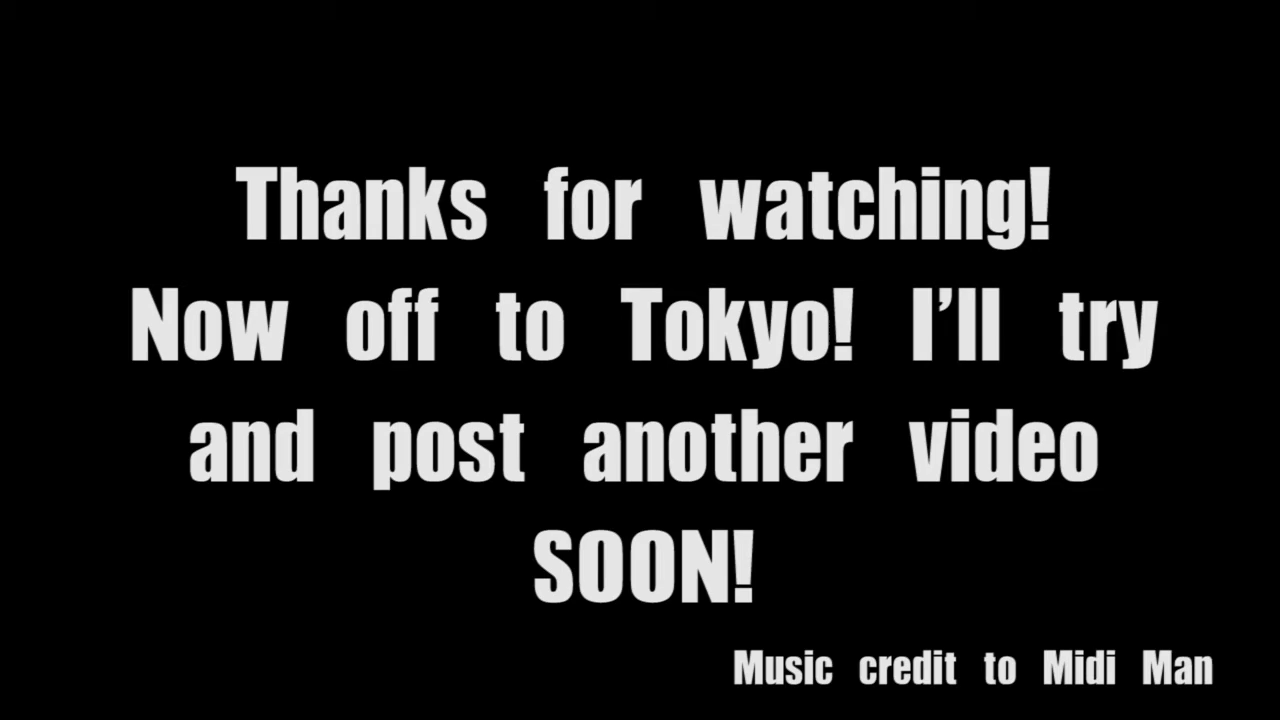 Thanks for watching!
Now off to Tokyo! I’ll try
and post another video
SOON!
Music credit to Midi Man